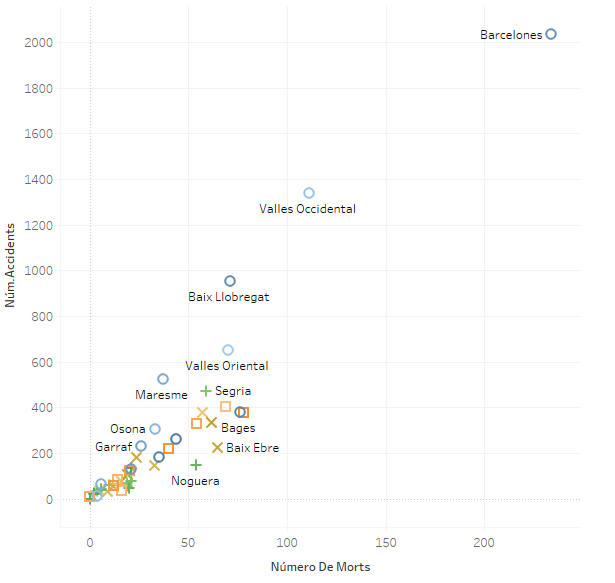 2000
1800
1600
1400
1200
1000
800
600
400
200
0
Núm.Accidents
Barcelones
Valles Occidental
Baix Llobregat
Valles Oriental
Maresme
Segria
Osona
Bages
Garraf
Baix Ebre
Noguera
0
50
100
150
200
Número De Morts